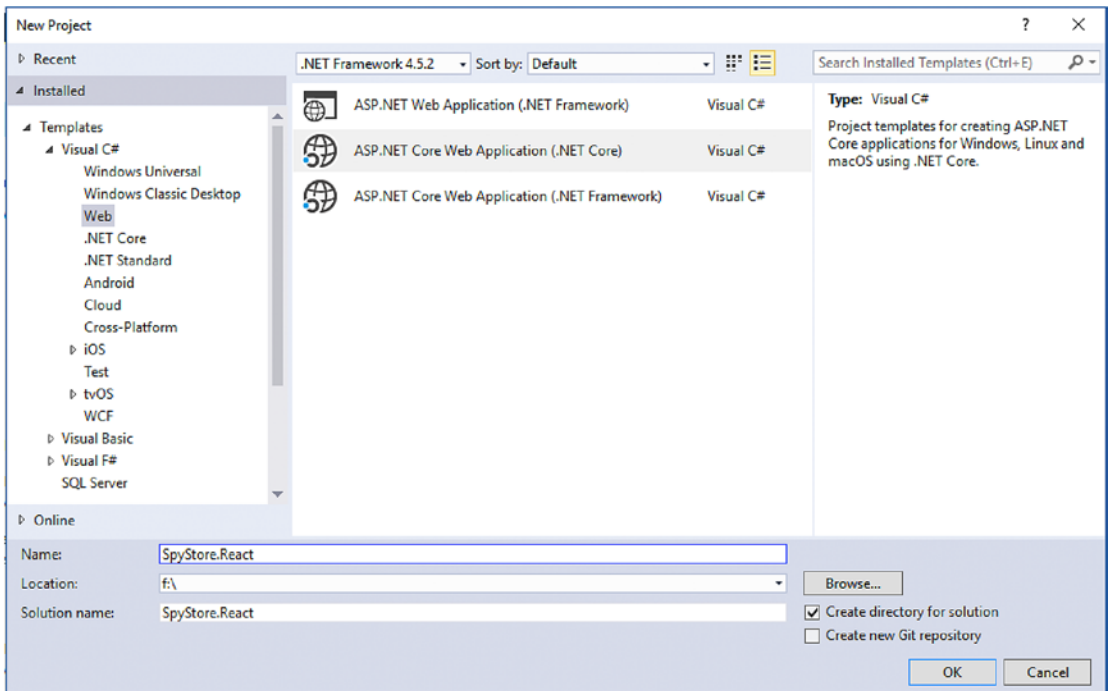 New Project
?
Recent
.NET Framework 4.5.2
Sort by:
Default
Search Installed Templates (Ctrl+E)
Installed
Templates
Visual C#
Windows Universal
Windows Classic Desktop
Web
.NET Core
.NET Standard
Android
Cloud
Cross-Platform
iOS
Test
tvOS
WCF
Visual Basic
Visual F#
SQL Server
Online
ASP.NET Web Application (.NET Framework) Visual C#
ASP.NET Core Web Application (.NET Core) Visual C#
ASP.NET Core Web Application (.NET Framework) Visual C#
Type: Visual C#
Project templates for creating ASP.NET
Core applications for Windows, Linux and
macOS using .NET Core.
Name: SpyStore.React
Location: f:\
Browse...
Solution name: SpyStore.React
Create directory for solution
Create new Git repository
OK
Cancel